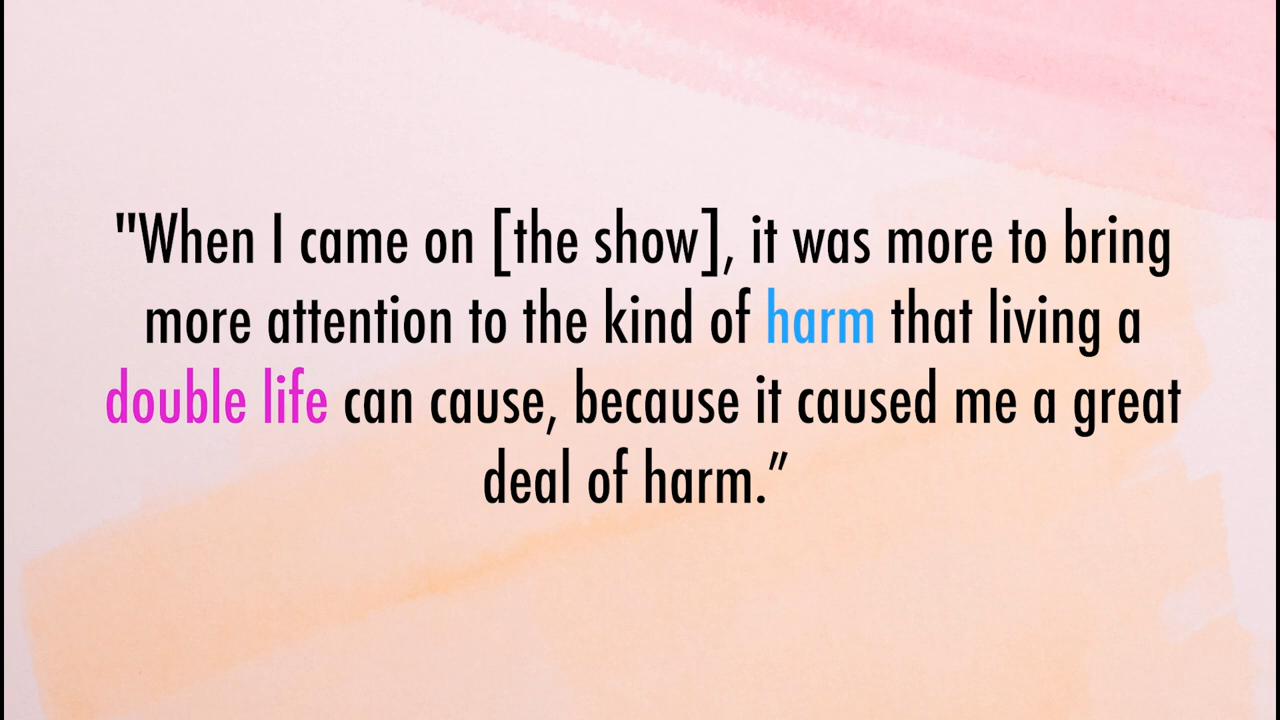 "When I came on [the show], it was more to bring
more attention to the kind of harm that living a
double life can cause, because it caused me a great
deal of harm.”